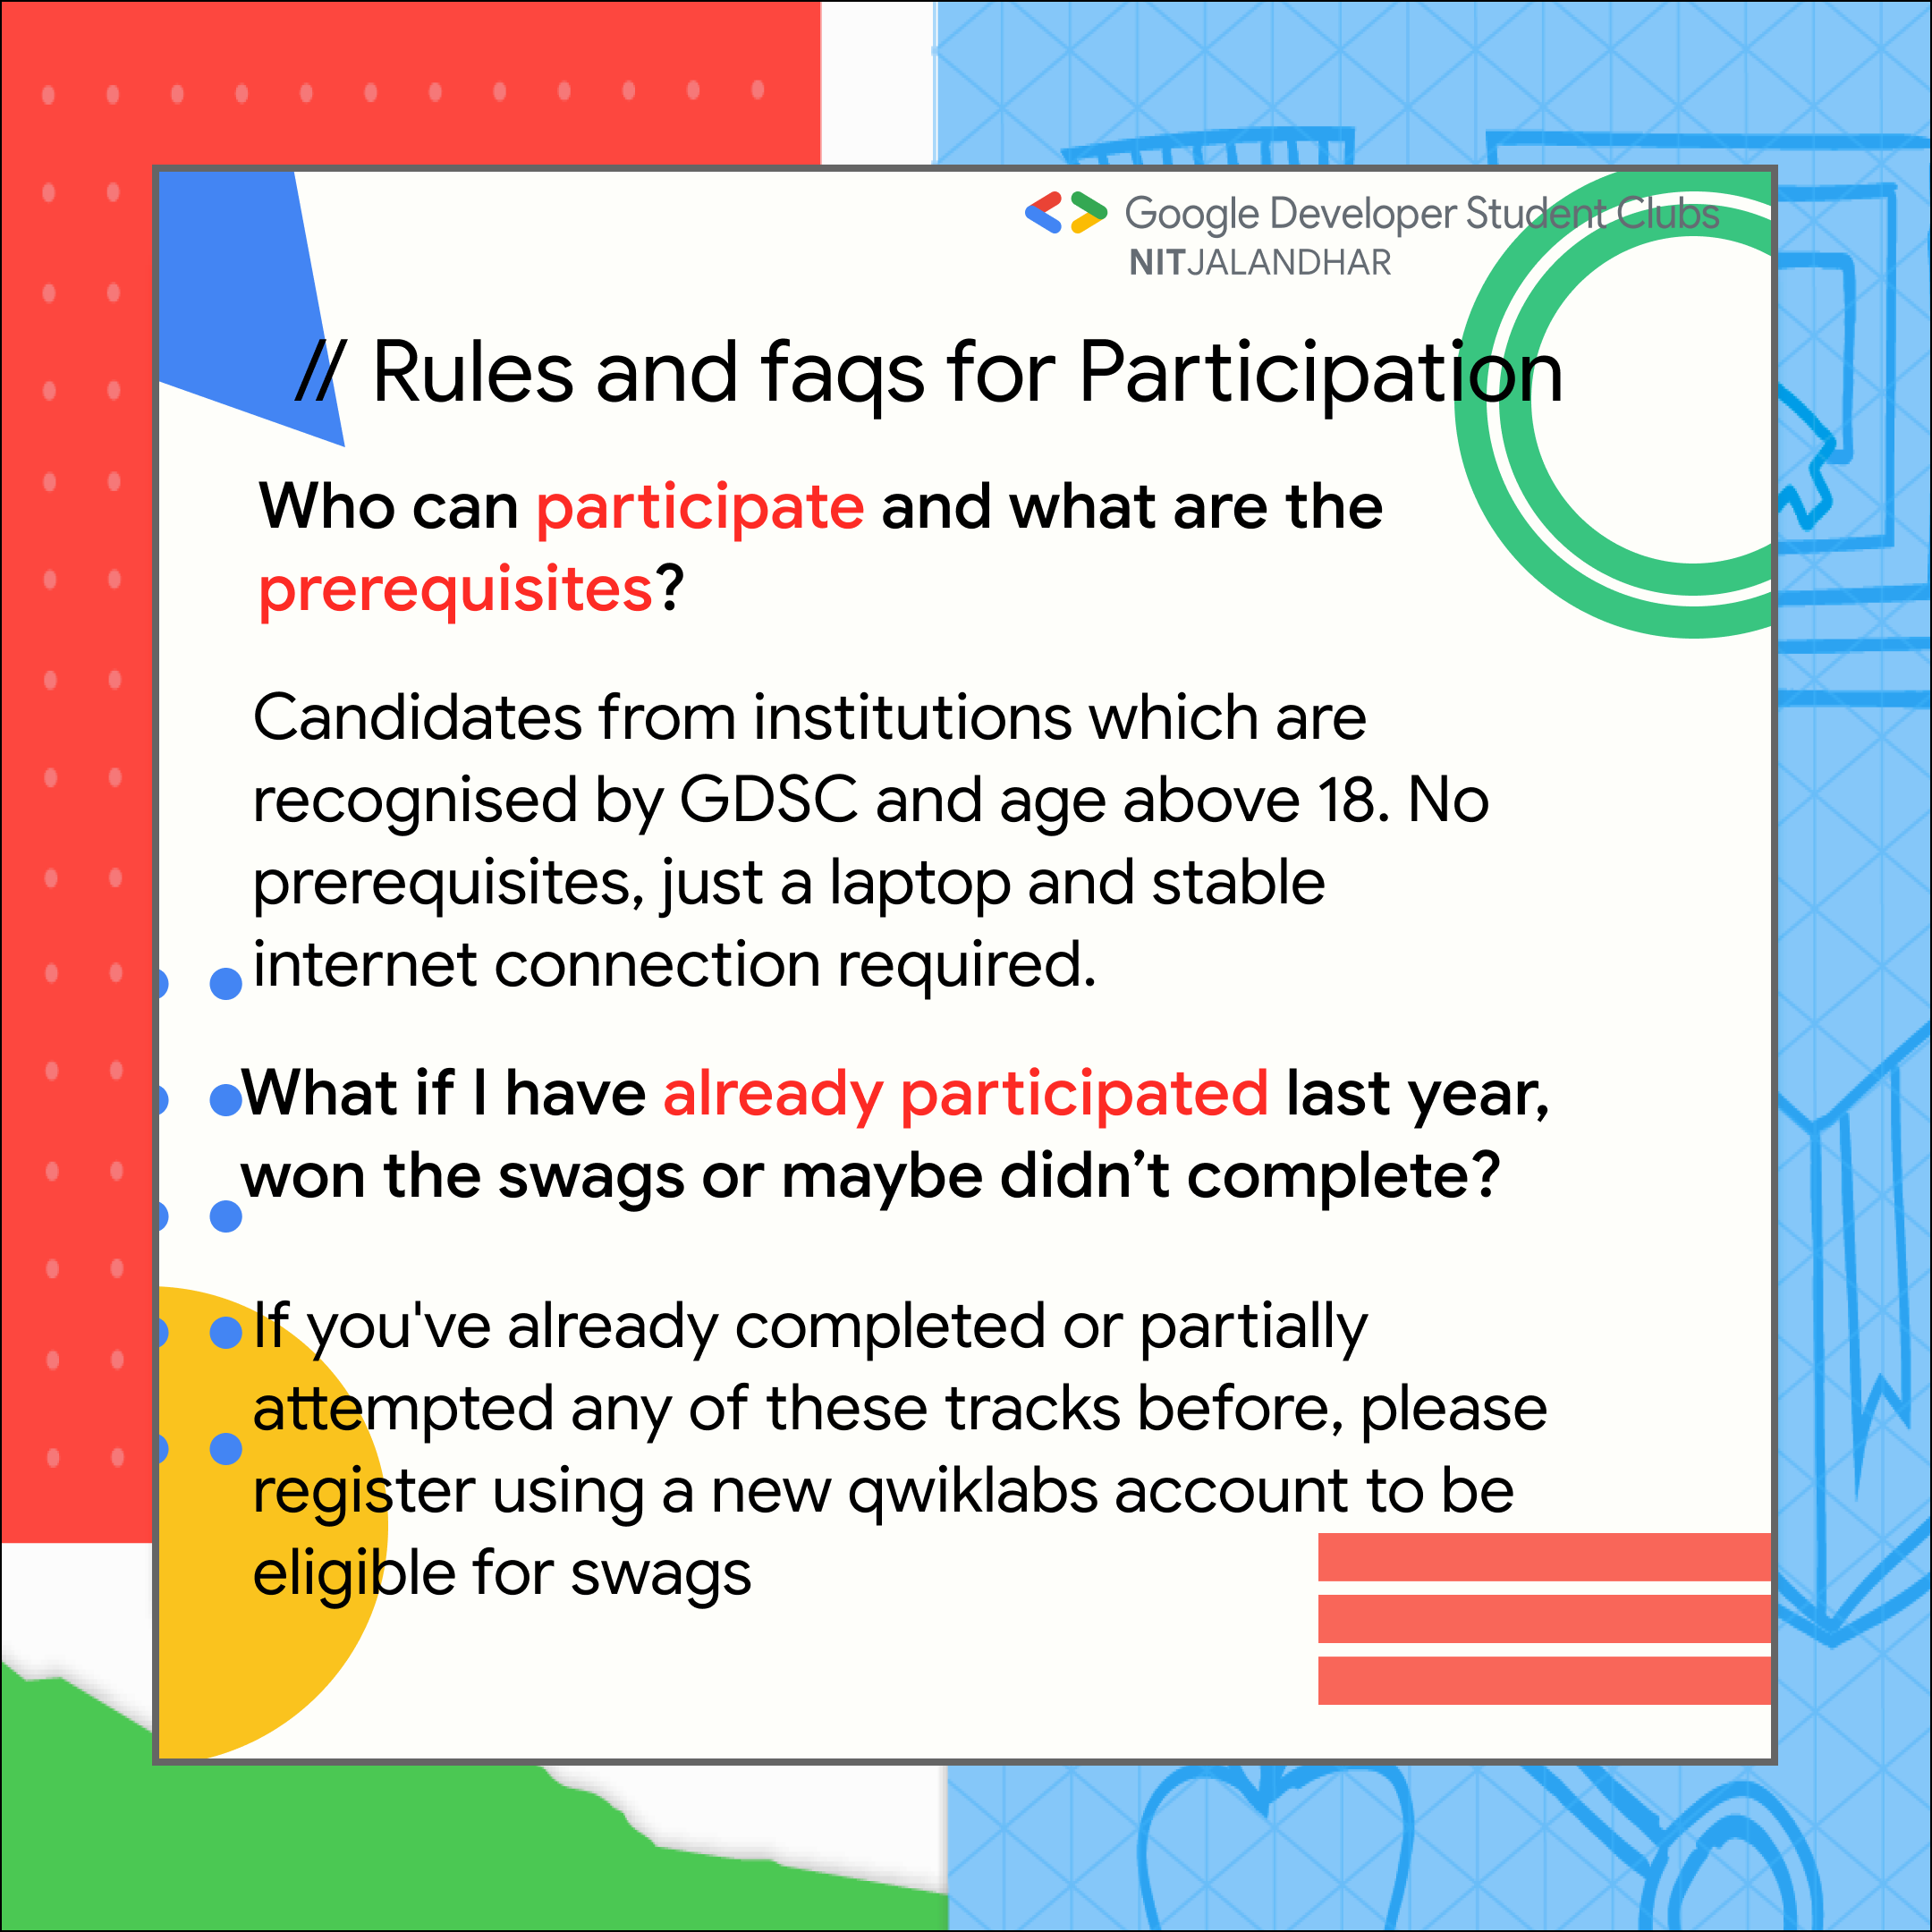 Google Developer Student Clubs
NIT JALANDHAR
// Rules and faqs for Participation
Who can participate and what are the
prerequisites?
Candidates from institutions which are
recognised by GDSC and age above 18. No
prerequisites, just a laptop and stable
internet connection required.
What if I have already participated last year,
won the swags or maybe didn’t complete?
If you've already completed or partially
attempted any of these tracks before, please
register using a new qwiklabs account to be
eligible for swags